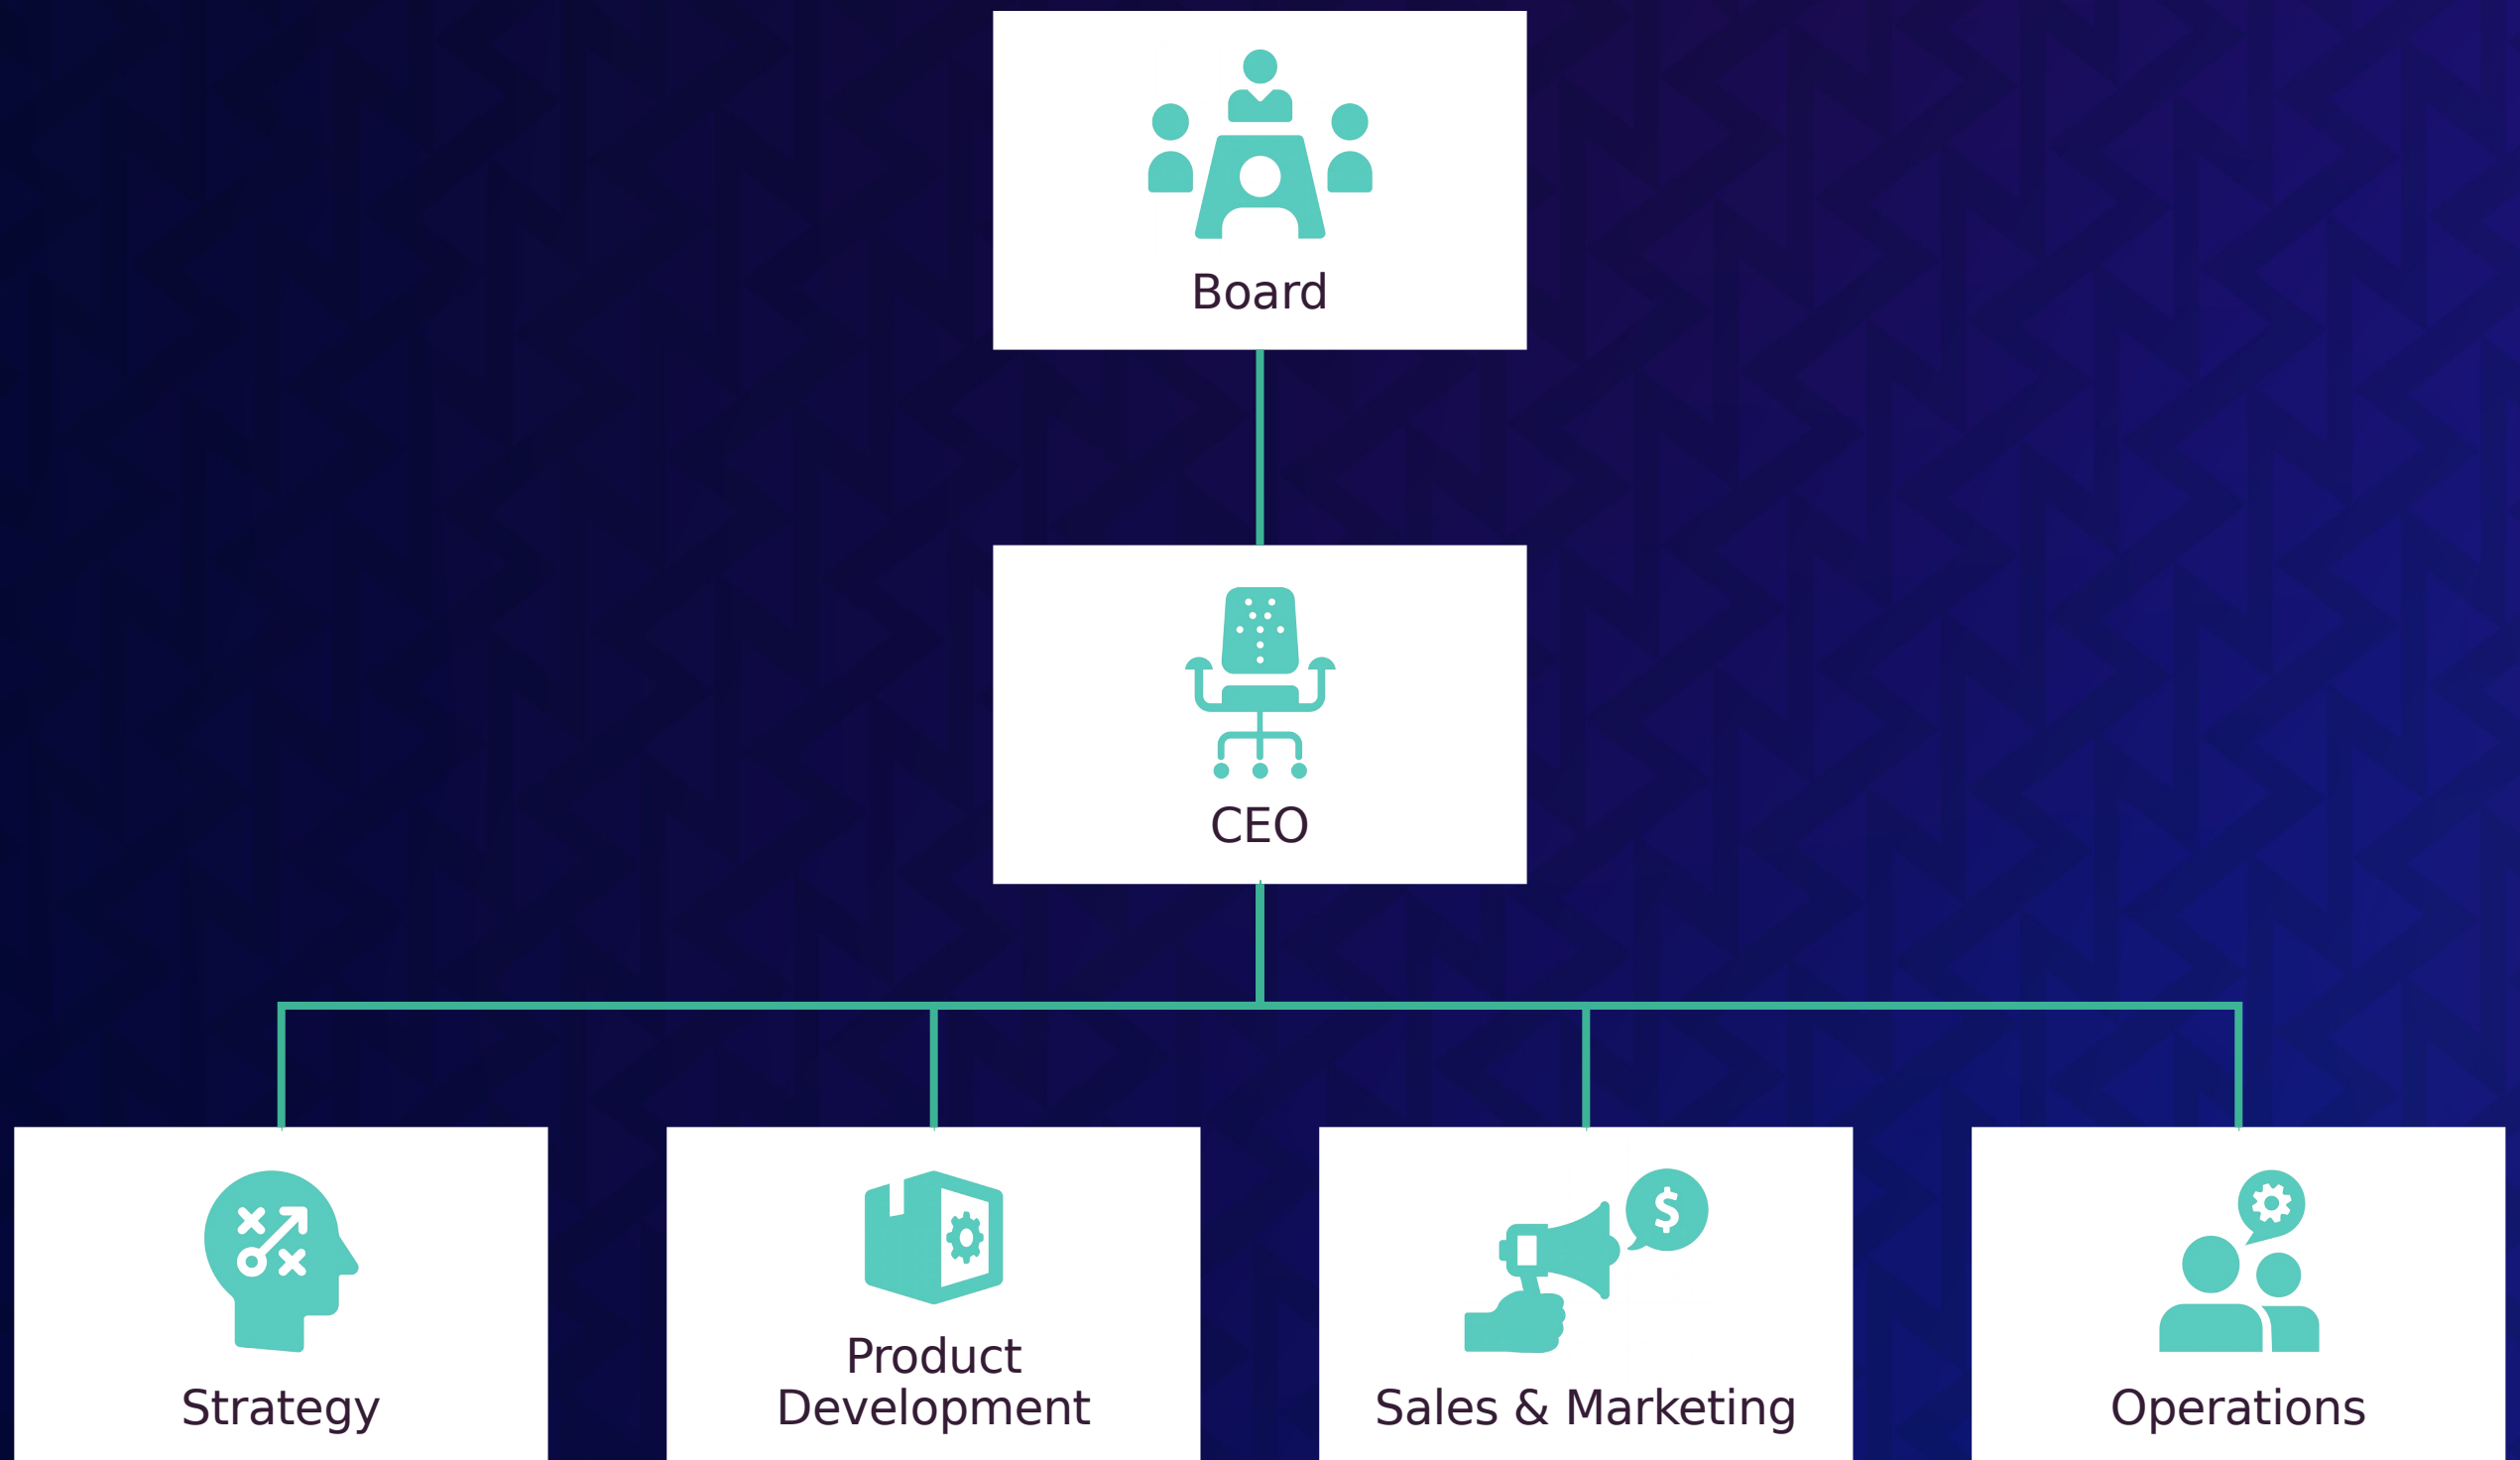 Board
CEO
Strategy
Product
Development
Sales & Marketing
Operations